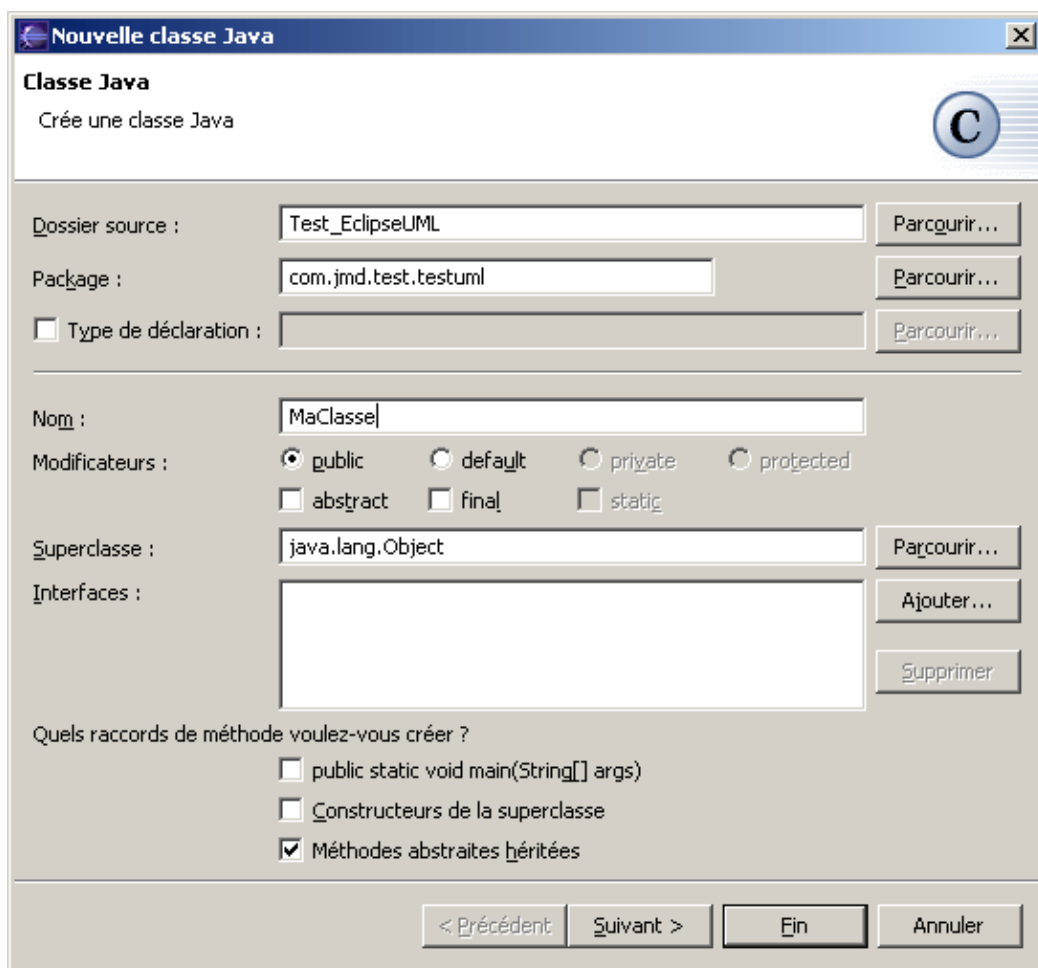 Nouvelle classe Java
Classe Java
Crée une classe Java
C
Dossier source : Test_EclipseUML Parcourir...
Package : com.jmd.test.testuml Parcourir...
Type de déclaration : Parcourir...
Nom : MaClasse
Modificateurs : public default private protected
abstract final static
Superclasse : java.lang.Object Parcourir...
Interfaces : Ajouter...
Supprimer
Quels raccords de méthode voulez-vous créer ?
public static void main(String[] args)
Constructeurs de la superclasse
Méthodes abstraites héritées
< Précédent Suivant > Fin Annuler